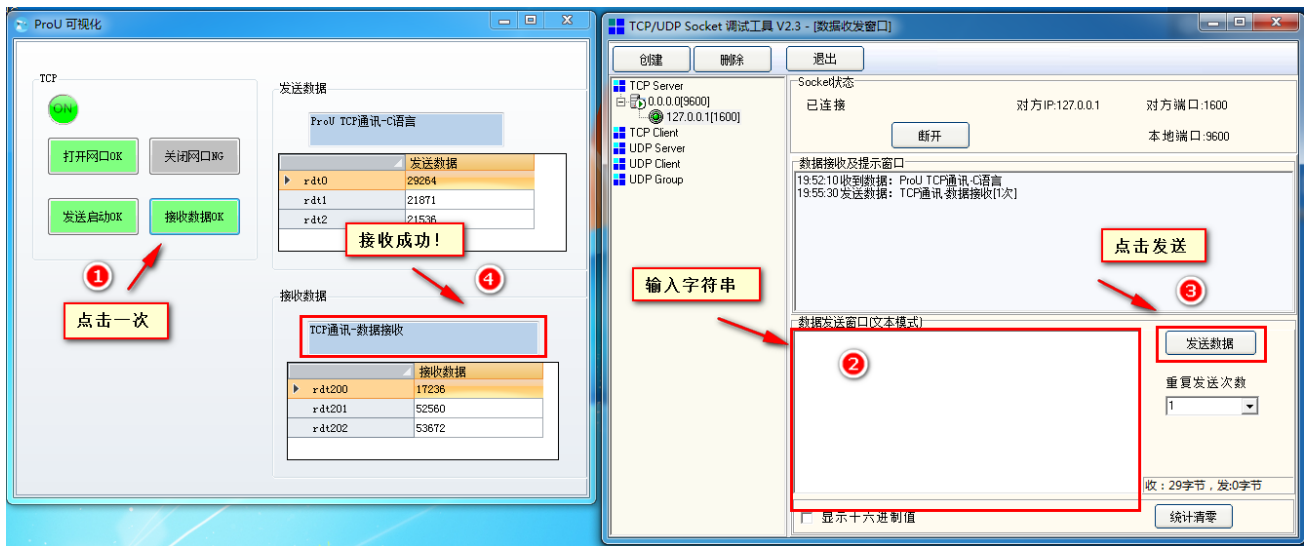 ProU 可视化
TCP
ON
打开网口OK
关闭网口NG
发送启动OK
接收数据OK
1
点击一次
发送数据
ProU TCP通讯-C语言
发送数据
rdt0 29264
rdt1 21871
rdt2 21536
接收成功!
4
接收数据
TCP通讯-数据接收
接收数据
rdt200 17236
rdt201 52560
rdt202 53672
TCP/UDP Socket 调试工具 V2.3 - [数据收发窗口]
创建 删除 退出
TCP Server
0.0.0.0[9600]
127.0.0.1[1600]
TCP Client
UDP Server
UDP Client
UDP Group
Socket状态
已连接 对方IP:127.0.0.1 对方端口:1600
断开 本地端口:9600
数据接收及提示窗口
19:52:10 收到数据:ProU TCP通讯-C语言
19:55:30 发送数据:TCP通讯-数据接收[1次]
点击发送
3
输入字符串
数据发送窗口(文本模式)
2
发送数据
重复发送次数
1
收:29字节,发:0字节
显示十六进制值
统计清零